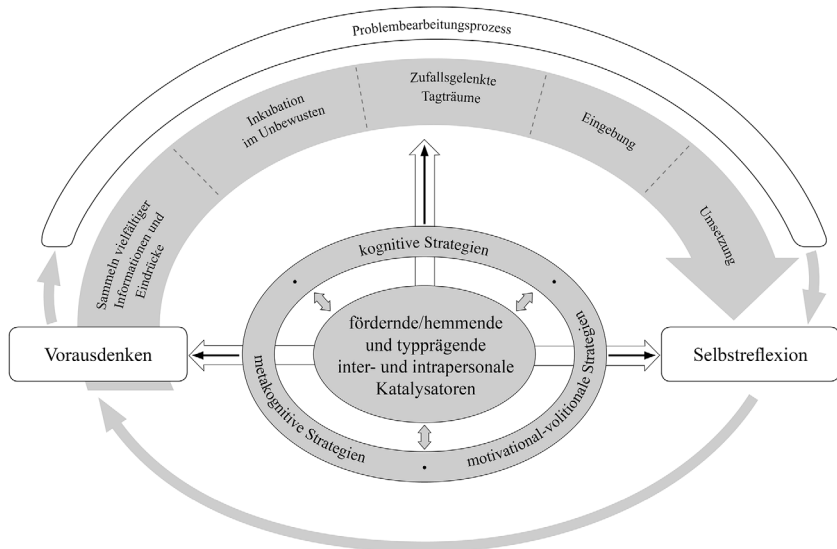 Problembearbeitungsprozess
Zufallsgelenkte
Tagträume
Inkubation
im Unbewusten
Eingebung
Sammeln vielfältiger
Informationen und
Eindrücke
Umsetzung
kognitive Strategien
Vorausdenken
fördernde/hemmende
und typprägende
inter- und intrapersonale
Katalysatoren
Selbstreflexion
metakognitive Strategien
motivational-volitionale Strategien